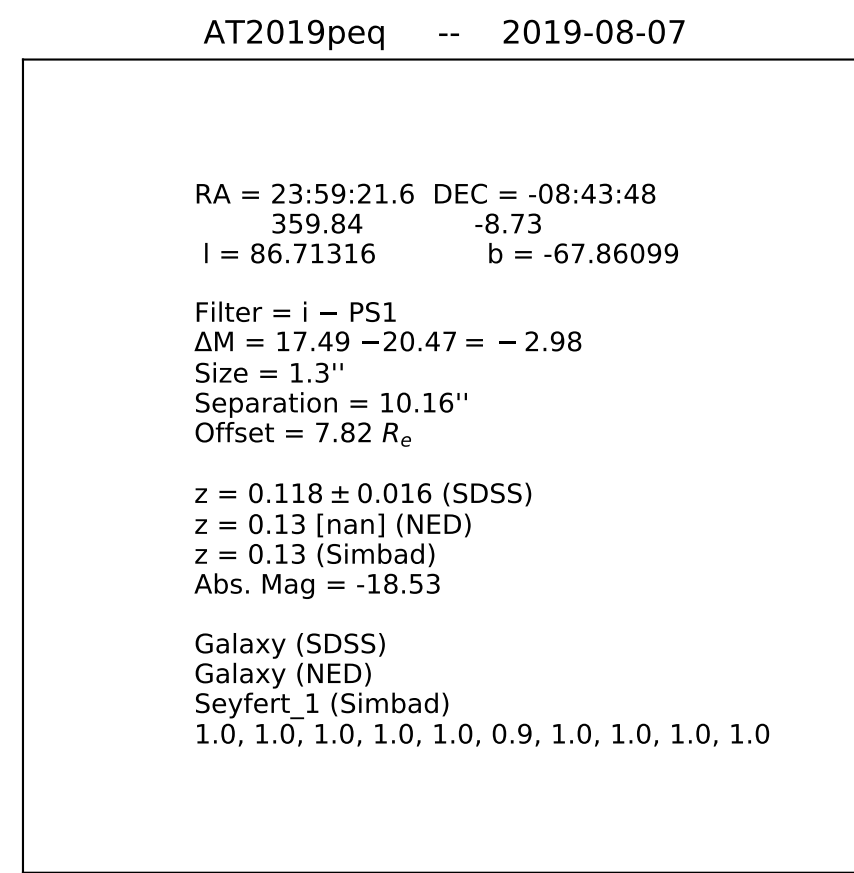 AT2019peq -- 2019-08-07
RA = 23:59:21.6 DEC = -08:43:48
359.84 -8.73
l = 86.71316 b = -67.86099
Filter = i − PS1
ΔM = 17.49 −20.47 = −2.98
Size = 1.3''
Separation = 10.16''
Offset = 7.82 Rₑ
z = 0.118 ± 0.016 (SDSS)
z = 0.13 [nan] (NED)
z = 0.13 (Simbad)
Abs. Mag = -18.53
Galaxy (SDSS)
Galaxy (NED)
Seyfert_1 (Simbad)
1.0, 1.0, 1.0, 1.0, 1.0, 0.9, 1.0, 1.0, 1.0, 1.0